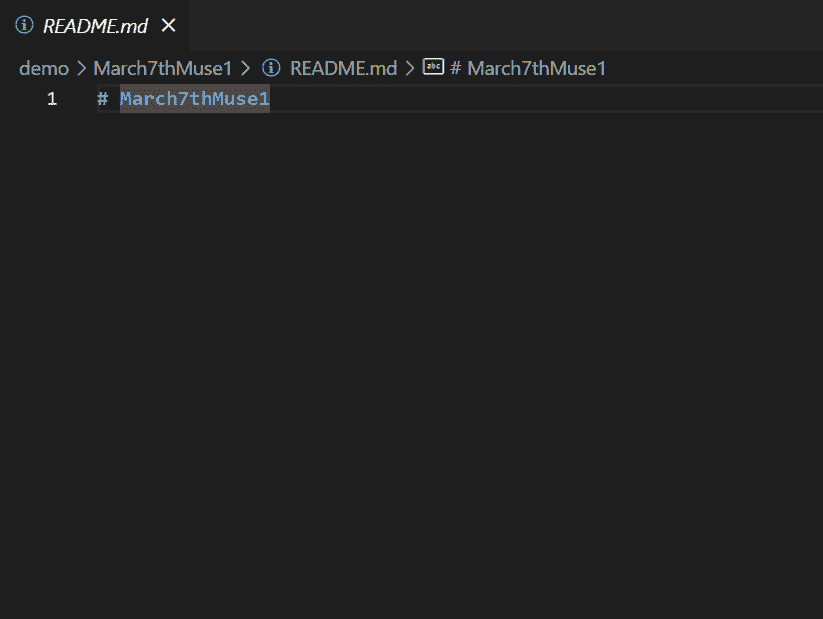 README.md
demo > March7thMuse1 > README.md > # March7thMuse1
1 # March7thMuse1